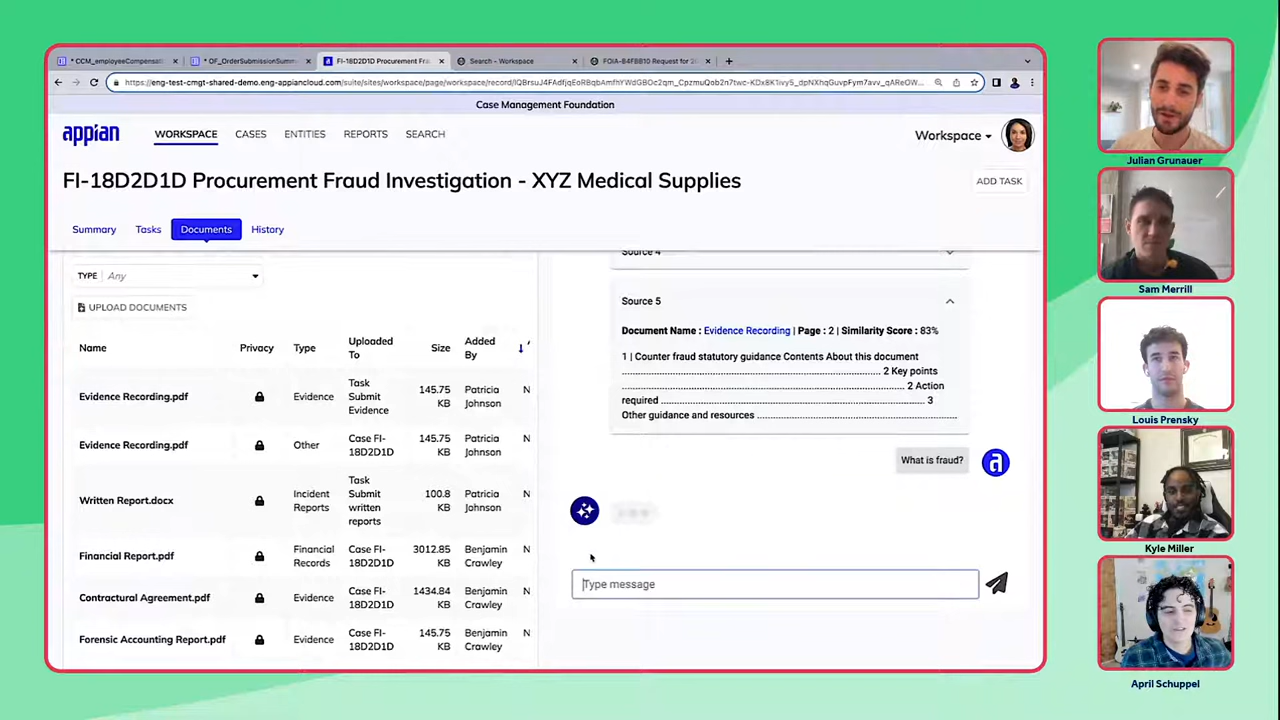 * CCM_employeeCompensati
* OF_OrderSubmissionSumm
FI-18D2D1D Procurement Fra
Search - Workspace
FOIA-B4FBB10 Request for 2
Case Management Foundation
appian
WORKSPACE
CASES
ENTITIES
REPORTS
SEARCH
Workspace
FI-18D2D1D Procurement Fraud Investigation - XYZ Medical Supplies
ADD TASK
Summary
Tasks
Documents
History
TYPE Any
UPLOAD DOCUMENTS
Name
Privacy
Type
Uploaded To
Size
Added By
Evidence Recording.pdf
Evidence
Task Submit Evidence
145.75 KB
Patricia Johnson
N
Evidence Recording.pdf
Other
Case FI-18D2D1D
145.75 KB
Patricia Johnson
N
Written Report.docx
Incident Reports
Task Submit written reports
100.8 KB
Patricia Johnson
N
Financial Report.pdf
Financial Records
Case FI-18D2D1D
3012.85 KB
Benjamin Crawley
N
Contractural Agreement.pdf
Evidence
Case FI-18D2D1D
1434.84 KB
Benjamin Crawley
N
Forensic Accounting Report.pdf
Evidence
Case FI-18D2D1D
145.75 KB
Benjamin Crawley
N
Source 4
Source 5
Document Name : Evidence Recording | Page : 2 | Similarity Score : 83%
1 | Counter fraud statutory guidance Contents About this document
............................................................ 2 Key points
............................................................ 2 Action
required ............................................................ 3
Other guidance and resources ............................................
What is fraud?
a
Type message
Julian Grunauer
Sam Merrill
Louis Prensky
Kyle Miller
April Schuppel